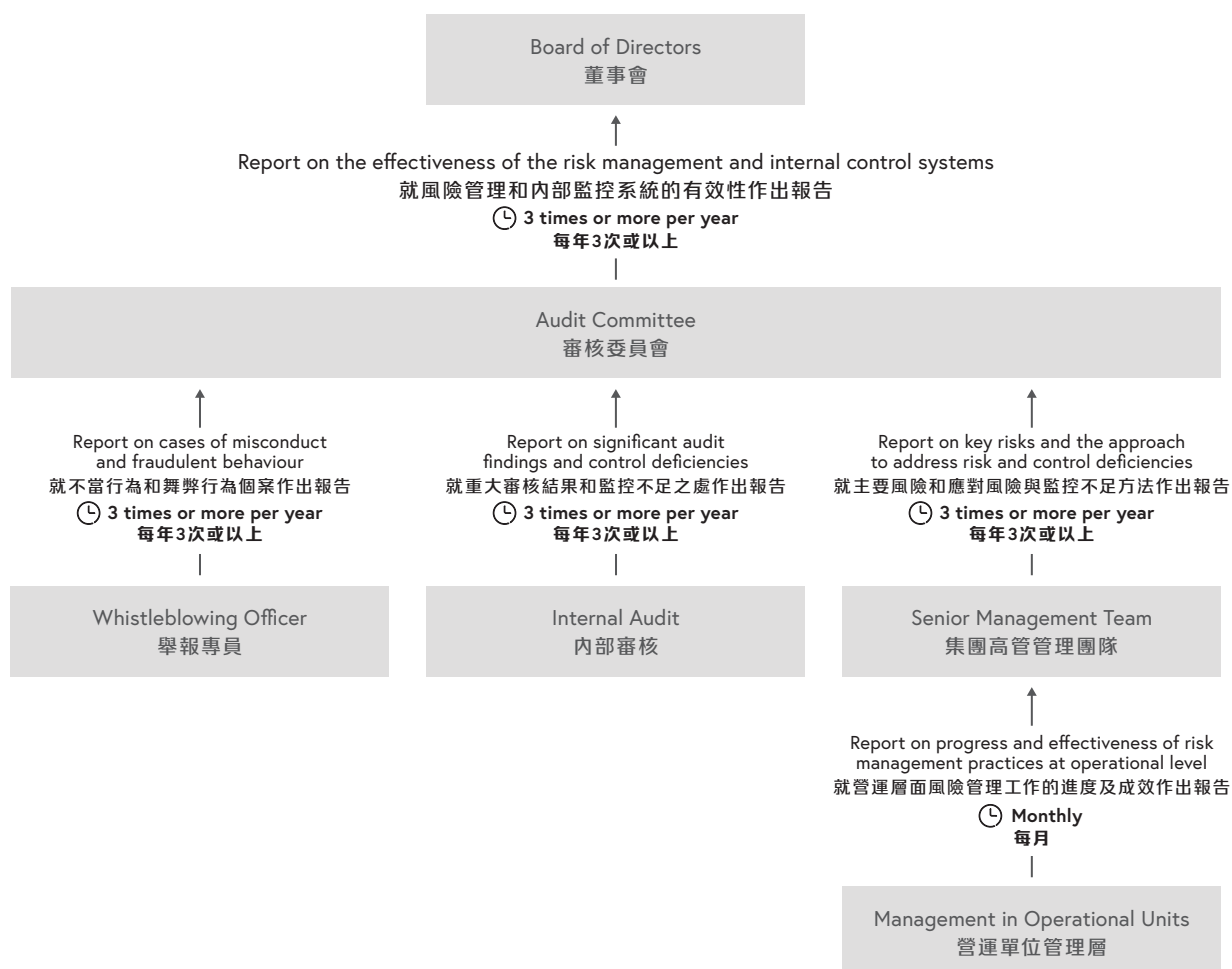 Board of Directors
董事會
Report on the effectiveness of the risk management and internal control systems
就風險管理和內部監控系統的有效性作出報告
3 times or more per year
每年3次或以上
Audit Committee
審核委員會
Report on cases of misconduct
and fraudulent behaviour
就不當行為和舞弊行為個案作出報告
3 times or more per year
每年3次或以上
Report on significant audit
findings and control deficiencies
就重大審核結果和監控不足之處作出報告
3 times or more per year
每年3次或以上
Report on key risks and the approach
to address risk and control deficiencies
就主要風險和應對風險與監控不足方法作出報告
3 times or more per year
每年3次或以上
Whistleblowing Officer
舉報專員
Internal Audit
內部審核
Senior Management Team
集團高管管理團隊
Report on progress and effectiveness of risk
management practices at operational level
就營運層面風險管理工作的進度及成效作出報告
Monthly
每月
Management in Operational Units
營運單位管理層